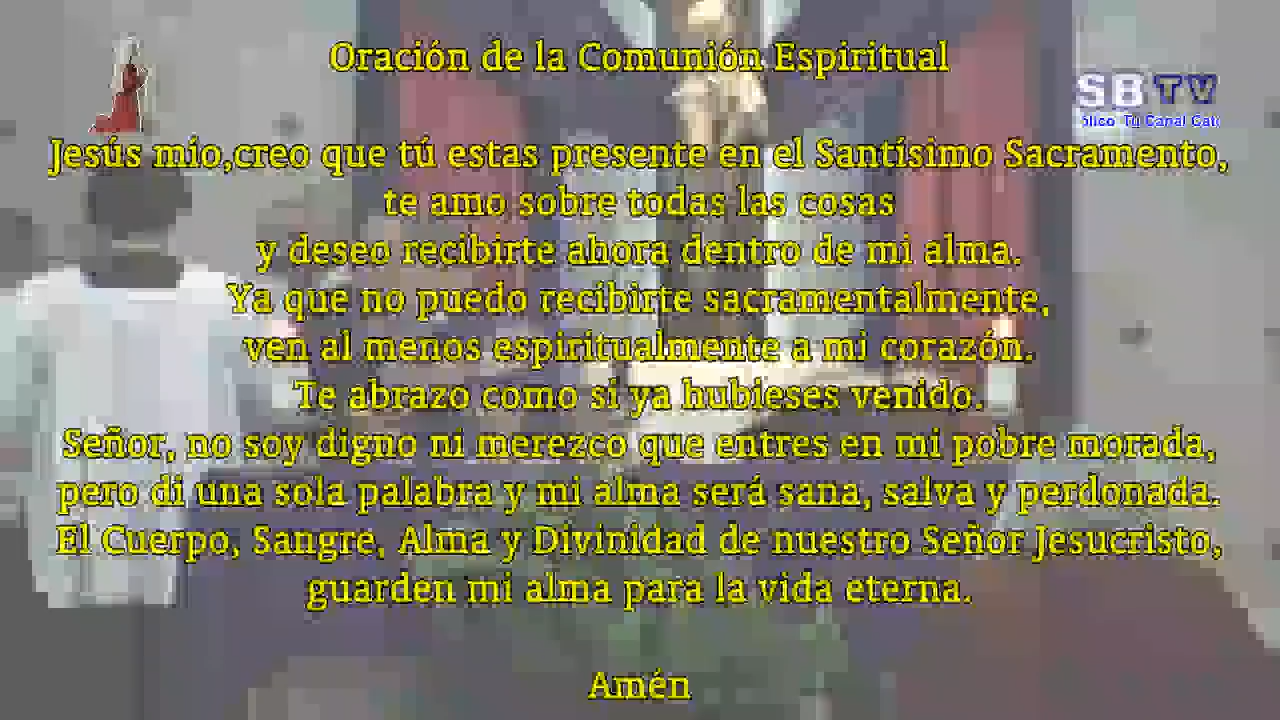 Oración de la Comunión Espiritual
SBTV
Tu Canal
Jesús mío,creo que tú estas presente en el Santísimo Sacramento,
te amo sobre todas las cosas
y deseo recibirte ahora dentro de mi alma.
Ya que no puedo recibirte sacramentalmente,
ven al menos espiritualmente a mi corazón.
Te abrazo como si ya hubieses venido.
Señor, no soy digno ni merezco que entres en mi pobre morada,
pero di una sola palabra y mi alma será sana, salva y perdonada.
El Cuerpo, Sangre, Alma y Divinidad de nuestro Señor Jesucristo,
guarden mi alma para la vida eterna.
Amén